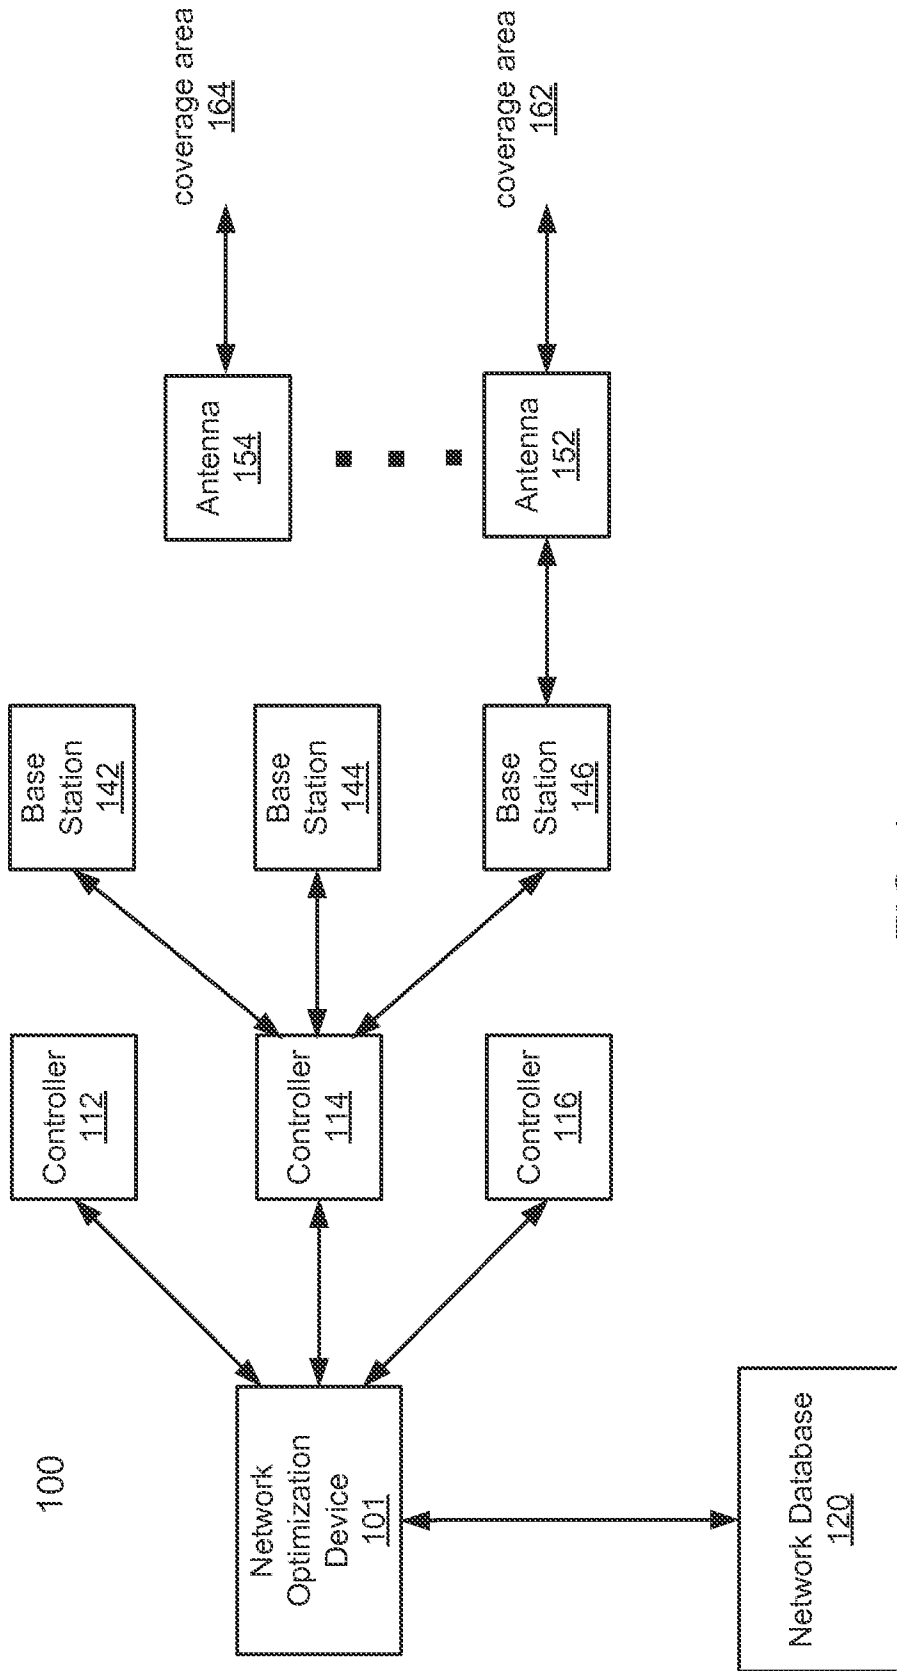 100
Network
Optimization
Device
101
Network Database
120
Controller
112
Controller
114
Controller
116
Base
Station
142
Base
Station
144
Base
Station
146
Antenna
154
Antenna
152
coverage area
164
coverage area
162